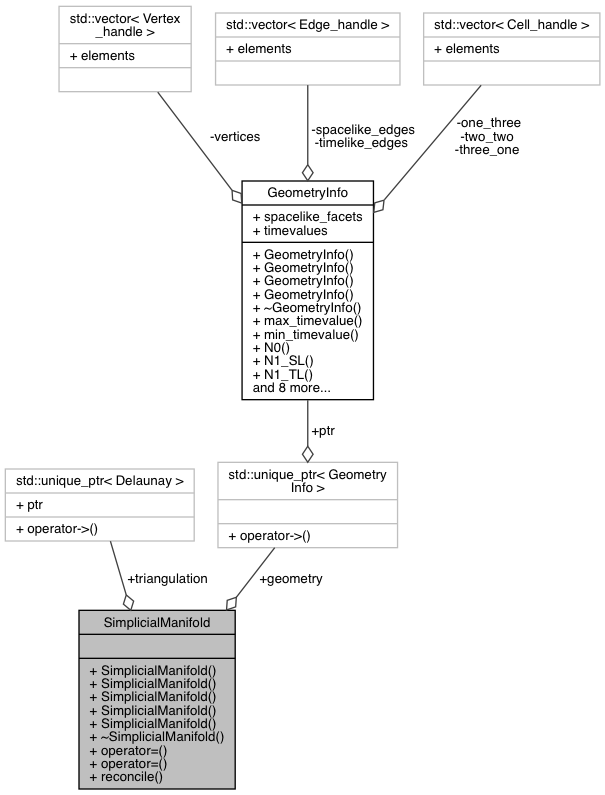 std::vector< Vertex
_handle >
+ elements
std::vector< Edge_handle >
+ elements
std::vector< Cell_handle >
+ elements
-vertices
-spacelike_edges
-timelike_edges
-one_three
-two_two
-three_one
GeometryInfo
+ spacelike_facets
+ timevalues
+ GeometryInfo()
+ GeometryInfo()
+ GeometryInfo()
+ GeometryInfo()
+ ~GeometryInfo()
+ max_timevalue()
+ min_timevalue()
+ N0()
+ N1_SL()
+ N1_TL()
and 8 more...
+ptr
std::unique_ptr< Delaunay >
+ ptr
+ operator->()
std::unique_ptr< Geometry
Info >
+ operator->()
+triangulation
+geometry
SimplicialManifold
+ SimplicialManifold()
+ SimplicialManifold()
+ SimplicialManifold()
+ SimplicialManifold()
+ SimplicialManifold()
+ ~SimplicialManifold()
+ operator=()
+ operator=()
+ reconcile()